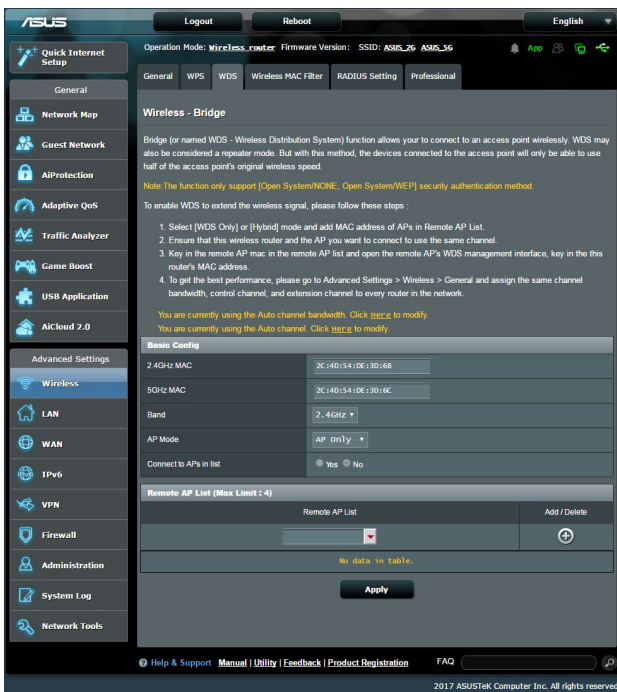 ASUS
Logout
Reboot
English
Quick Internet Setup
Operation Mode: Wireless router Firmware Version: SSID: ASUS_2G ASUS_5G
App
General
WPS
WDS
Wireless MAC Filter
RADIUS Setting
Professional
General
Network Map
Guest Network
AiProtection
Adaptive QoS
Traffic Analyzer
Game Boost
USB Application
AiCloud 2.0
Advanced Settings
Wireless
LAN
WAN
IPv6
IPv6
VPN
Firewall
Administration
System Log
Network Tools
Wireless - Bridge
Bridge (or named WDS - Wireless Distribution System) function allows your to connect to an access point wirelessly. WDS may
also be considered a repeater mode. But with this method, the devices connected to the access point will only be able to use
half of the access point's original wireless speed.
Note:The function only support [Open System/NONE, Open System/WEP] security authentication method.
To enable WDS to extend the wireless signal, please follow these steps :
1. Select [WDS Only] or [Hybrid] mode and add MAC address of APs in Remote AP List.
2. Ensure that this wireless router and the AP you want to connect to use the same channel.
3. Key in the remote AP mac in the remote AP list and open the remote AP's WDS management interface, key in the this
router's MAC address.
4. To get the best performance, please go to Advanced Settings > Wireless > General and assign the same channel
bandwidth, control channel, and extension channel to every router in the network.
You are currently using the Auto channel bandwidth. Click Here to modify.
You are currently using the Auto channel. Click Here to modify.
Basic Config
2.4GHz MAC 2C:4D:54:DE:3D:68
5GHz MAC 2C:4D:54:DE:3D:6C
Band 2.4GHz
AP Mode AP Only
Connect to APs in list Yes No
Remote AP List (Max Limit : 4)
Remote AP List Add / Delete
No data in table.
Apply
Help & Support Manual | Utility | Feedback | Product Registration FAQ
2017 ASUSTeK Computer Inc. All rights reserved